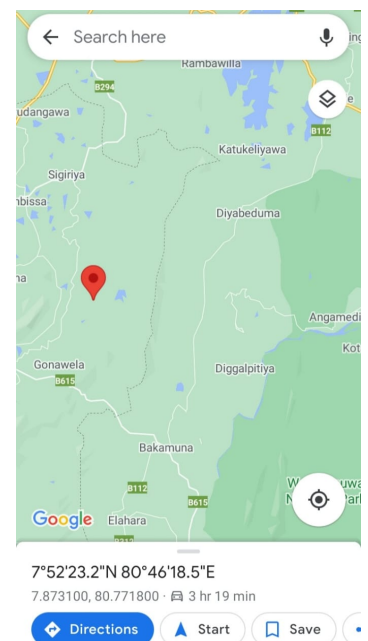 Search here
ing
Rambawilla
B294
udangawa
e
B112
Katukeliyawa
Sigiriya
nbissa
Diyabeduma
na
Angamedi
Kot
Gonawela
Diggalpitiya
B615
Bakamuna
B112
B615
Google
Elahara
7°52'23.2"N 80°46'18.5"E
7.873100, 80.771800 · 3 hr 19 min
Directions
Start
Save